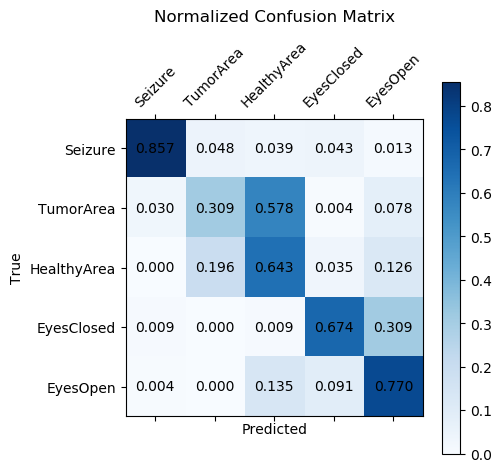 Normalized Confusion Matrix
Seizure TumorArea HealthyArea EyesClosed EyesOpen
Seizure 0.857 0.048 0.039 0.043 0.013
TumorArea 0.030 0.309 0.578 0.004 0.078
HealthyArea 0.000 0.196 0.643 0.035 0.126
EyesClosed 0.009 0.000 0.009 0.674 0.309
EyesOpen 0.004 0.000 0.135 0.091 0.770
True
Predicted
0.8
0.7
0.6
0.5
0.4
0.3
0.2
0.1
0.0